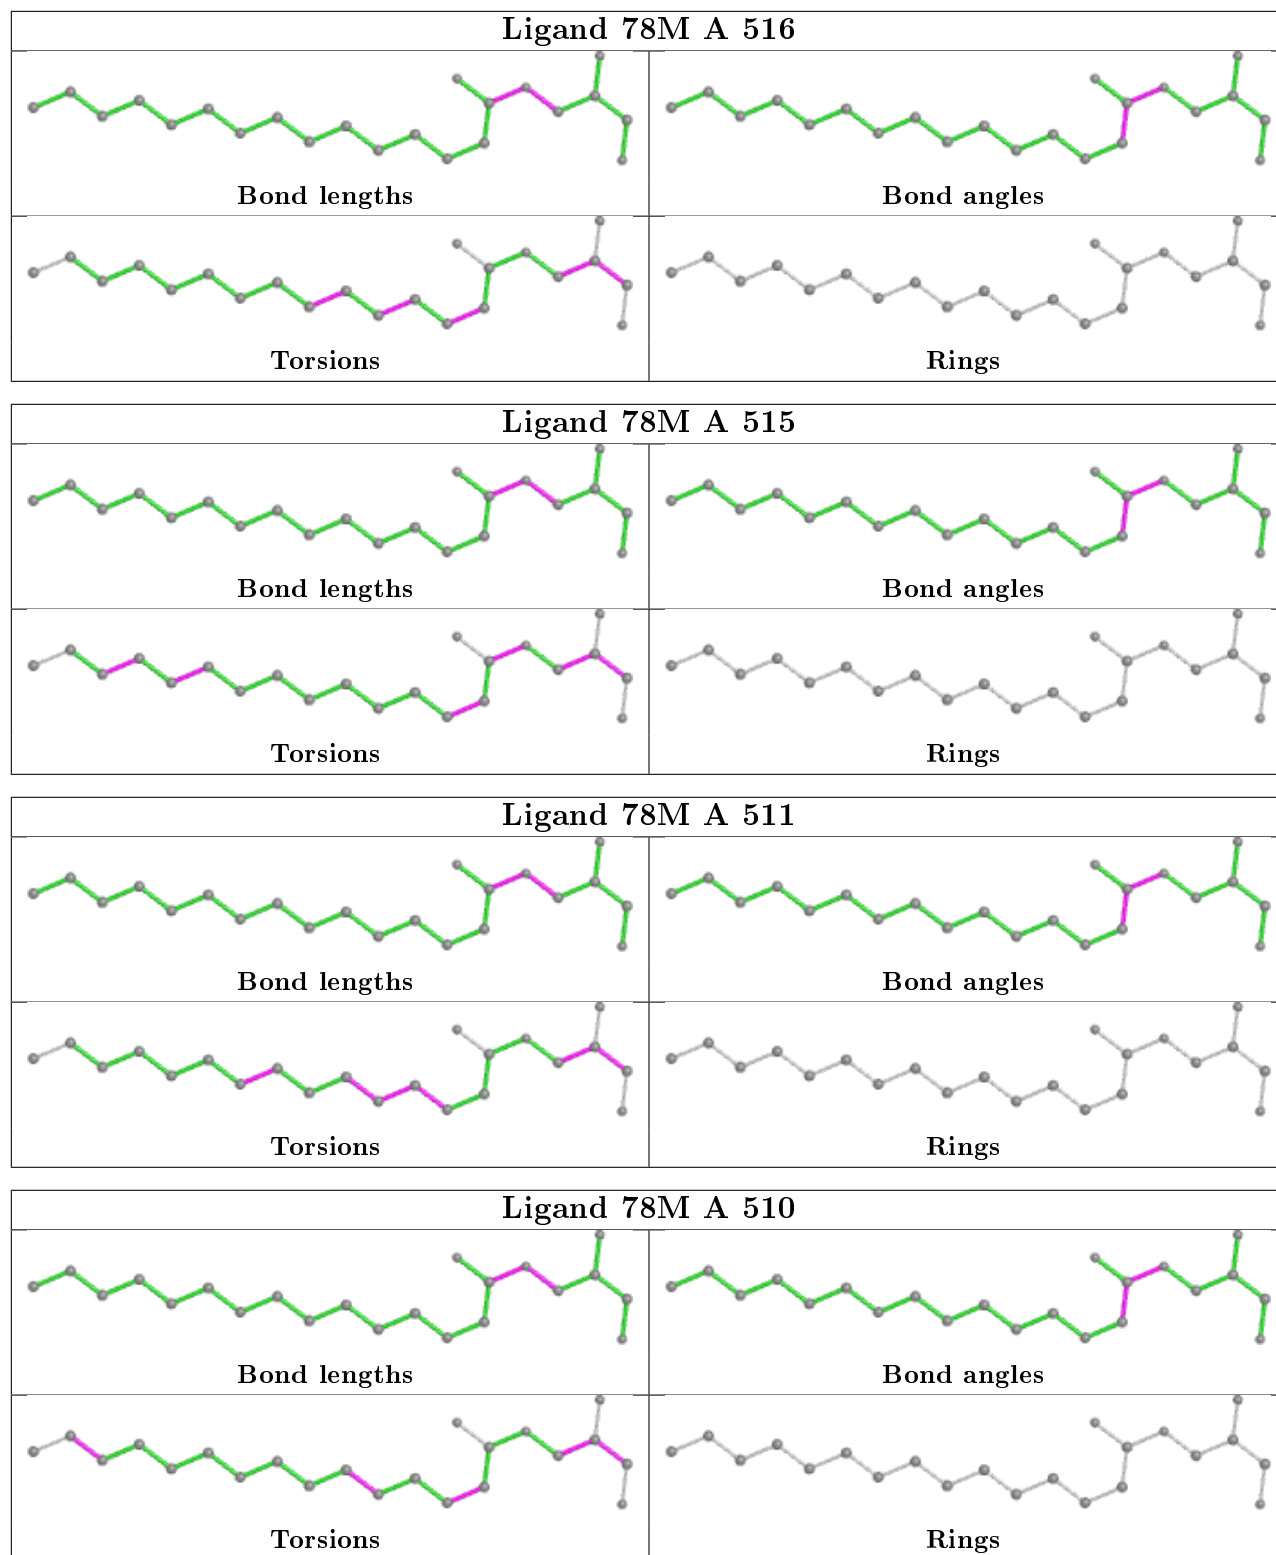 Ligand 78M A 516
Bond lengths Bond angles
Torsions Rings
Ligand 78M A 515
Bond lengths Bond angles
Torsions Rings
Ligand 78M A 511
Bond lengths Bond angles
Torsions Rings
Ligand 78M A 510
Bond lengths Bond angles
Torsions Rings